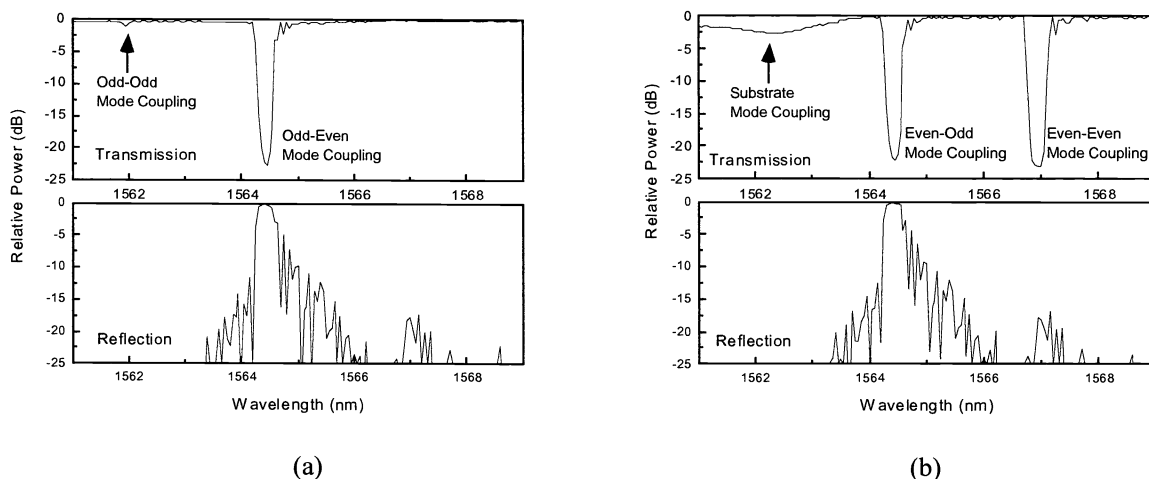 0
-5
-10
-15
-20
-25
Odd-Odd
Mode Coupling
Odd-Even
Mode Coupling
Transmission
1562 1564 1566 1568
0
-5
-10
-15
-20
-25
Reflection
1562 1564 1566 1568
Relative Power (dB)
Wavelength (nm)
(a)
0
-5
-10
-15
-20
-25
Substrate
Mode Coupling
Even-Odd
Mode Coupling
Even-Even
Mode Coupling
Transmission
1562 1564 1566 1568
0
-5
-10
-15
-20
-25
Reflection
1562 1564 1566 1568
Relative Power (dB)
Wavelength (nm)
(b)